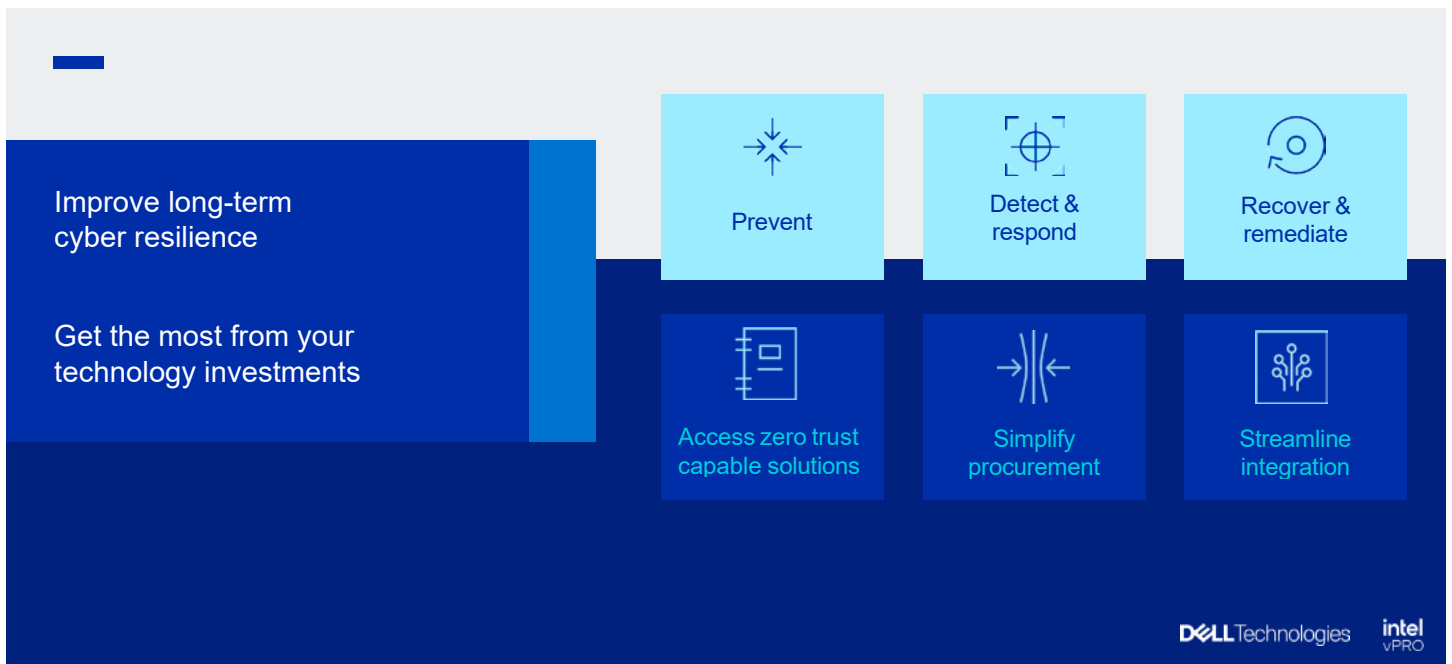 Improve long-term
cyber resilience
Get the most from your
technology investments
Prevent
Detect &
respond
Recover &
remediate
Access zero trust
capable solutions
Simplify
procurement
Streamline
integration
DELLTechnologies
intel
vPRO